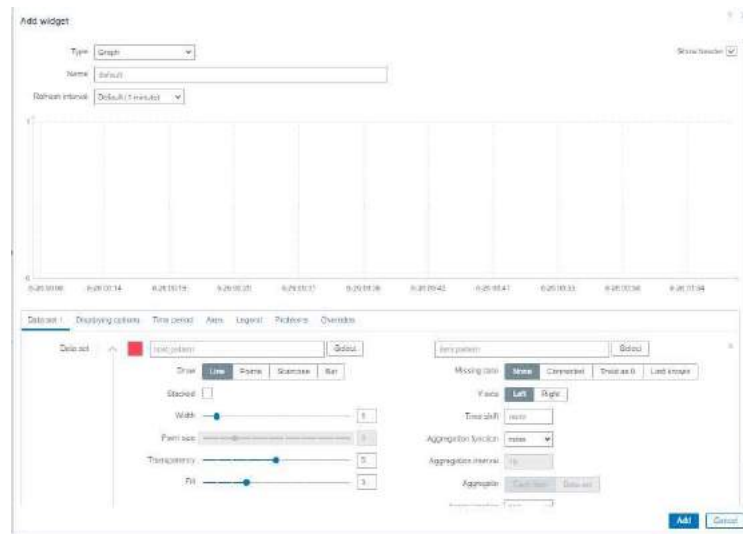 Add widget
Type Graph
Show header
Name default
Refresh interval Default (1 minute)
1
0
Data set 1 Displaying options Time period Axes Legend Problems Overrides
Data set host pattern Select item pattern Select
Draw Line Points Staircase Bar Missing data None Connected Treat as 0 Last known
Stacked Y-axis Left Right
Width 1 Time shift none
Point size Aggregation function none
Transparency 5 Aggregation interval
Fill 3 Aggregate Each item Data set
Add Cancel